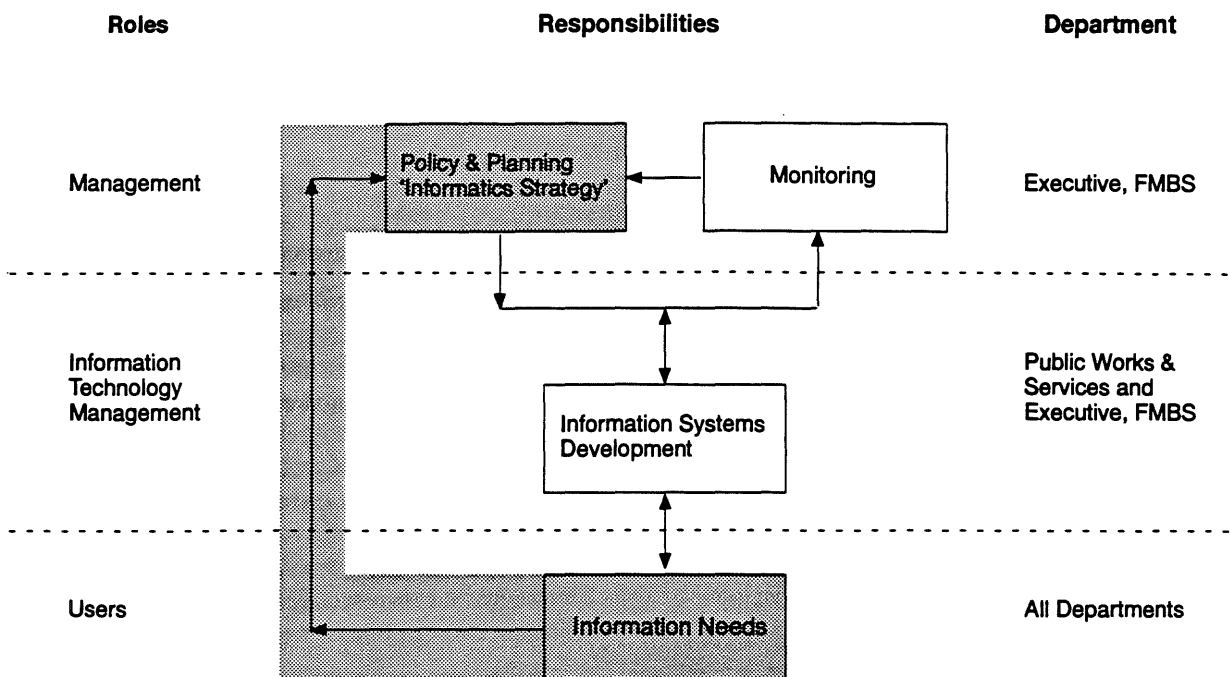 Roles
Responsibilities
Department
Management
Policy & Planning
'Informatics Strategy'
Monitoring
Executive, FMBS
Information
Technology
Management
Information Systems
Development
Public Works &
Services and
Executive, FMBS
Users
Information Needs
All Departments